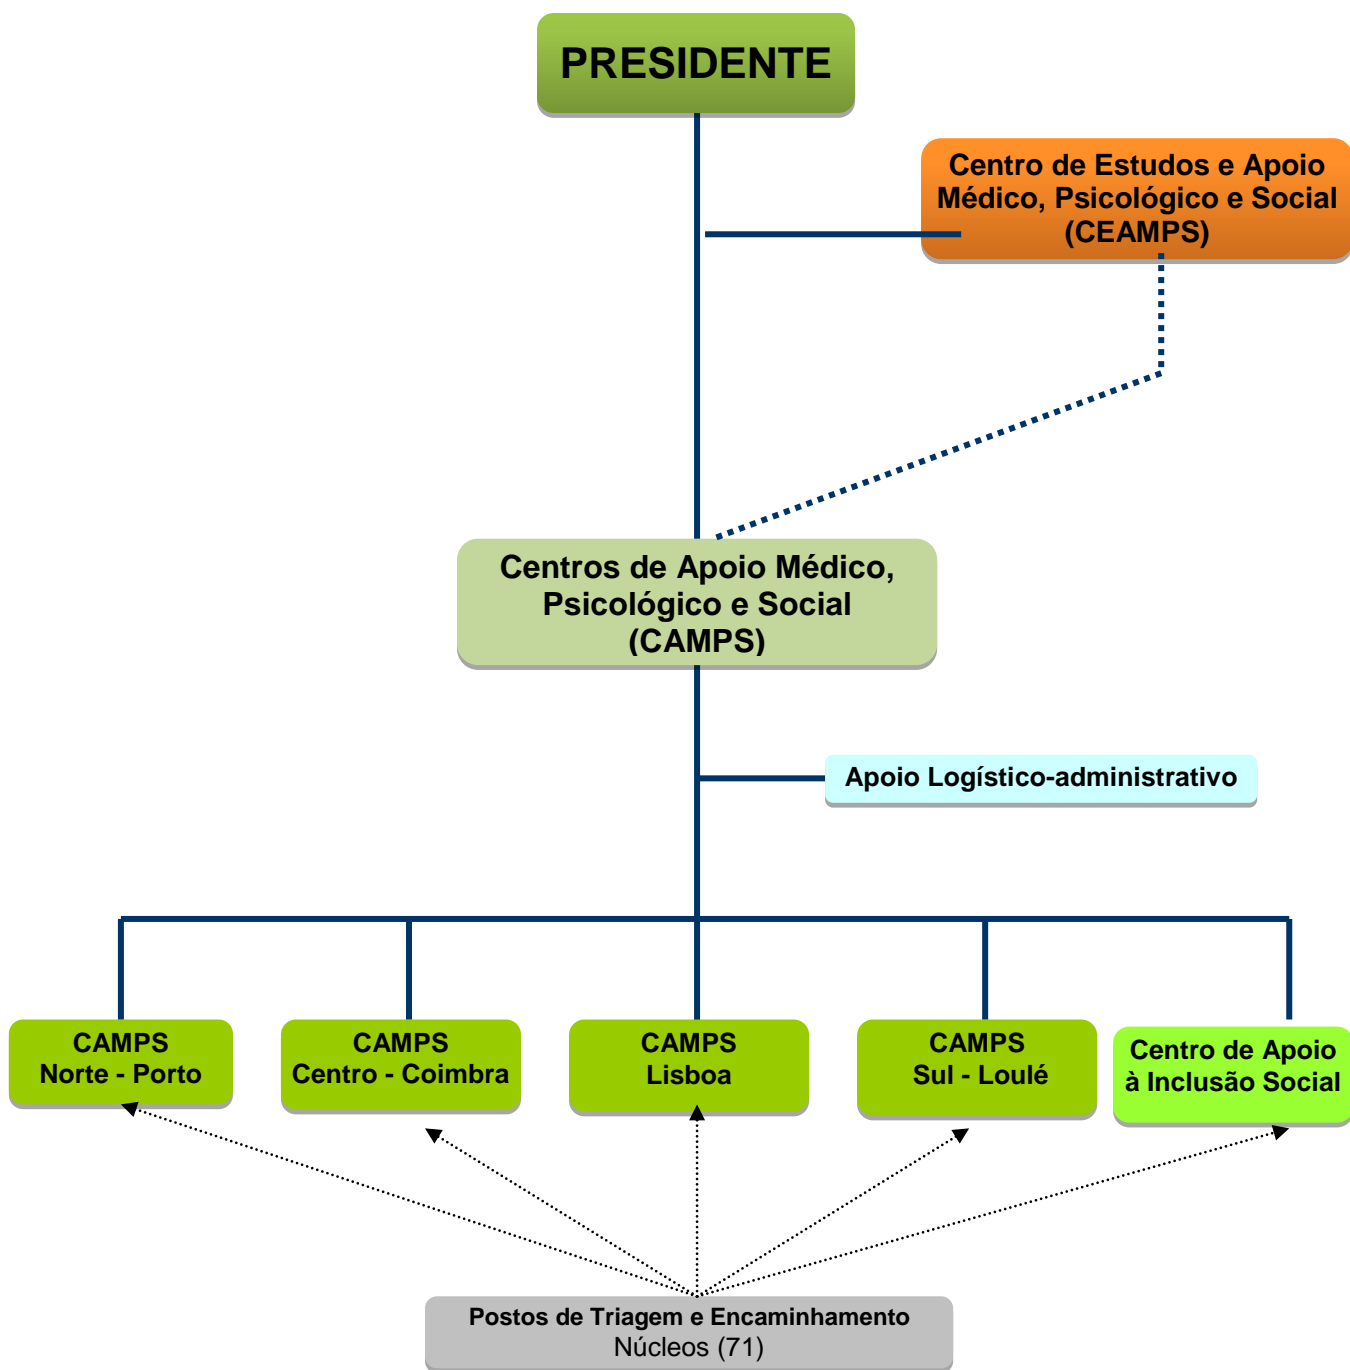 PRESIDENTE
Centro de Estudos e Apoio
Médico, Psicológico e Social
(CEAMPS)
Centros de Apoio Médico,
Psicológico e Social
(CAMPS)
Apoio Logístico-administrativo
CAMPS
Norte - Porto
CAMPS
Centro - Coimbra
CAMPS
Lisboa
CAMPS
Sul - Loulé
Centro de Apoio
à Inclusão Social
Postos de Triagem e Encaminhamento
Núcleos (71)